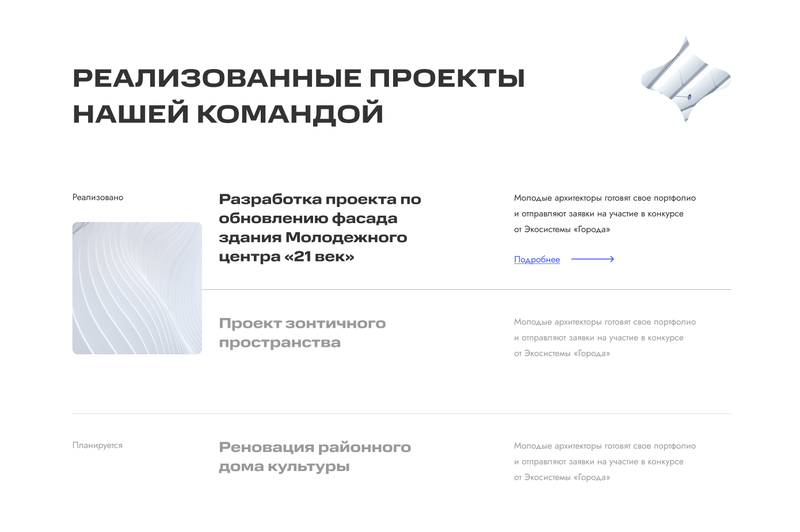 РЕАЛИЗОВАННЫЕ ПРОЕКТЫ
НАШЕЙ КОМАНДОЙ
Реализовано
Разработка проекта по
обновлению фасада
здания Молодежного
центра «21 век»
Молодые архитекторы готовят свое портфолио
и отправляют заявки на участие в конкурсе
от Экосистемы «Города»
Подробнее
Проект зонтичного
пространства
Молодые архитекторы готовят свое портфолио
и отправляют заявки на участие в конкурсе
от Экосистемы «Города»
Планируется
Реновация районного
дома культуры
Молодые архитекторы готовят свое портфолио
и отправляют заявки на участие в конкурсе
от Экосистемы «Города»